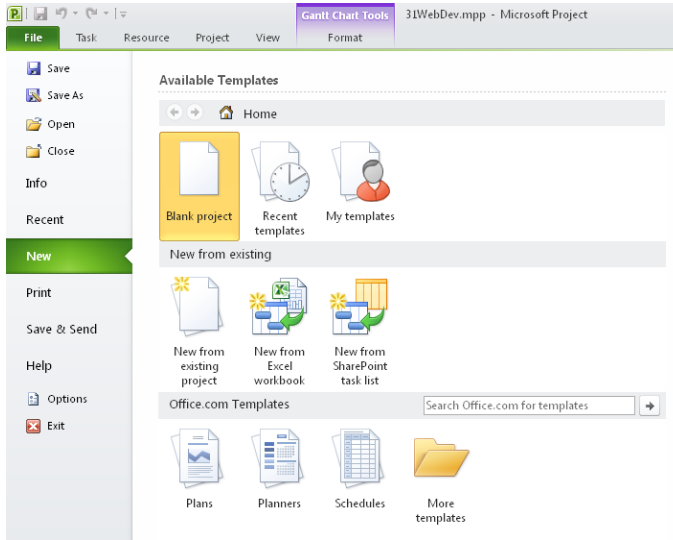 Gantt Chart Tools
31WebDev.mpp - Microsoft Project
File Task Resource Project View Format
Save
Save As
Open
Close
Info
Recent
New
Print
Save & Send
Help
Options
Exit
Available Templates
Home
Blank project
Recent
templates
My templates
New from existing
New from
existing
project
New from
Excel
workbook
New from
SharePoint
task list
Office.com Templates
Search Office.com for templates
Plans
Planners
Schedules
More
templates